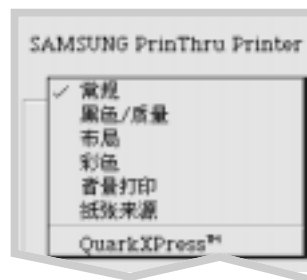 SAMSUNG PrinThru Printer
✓ 常规
黑色/质量
布局
彩色
省量打印
纸张来源
QuarkXPress™